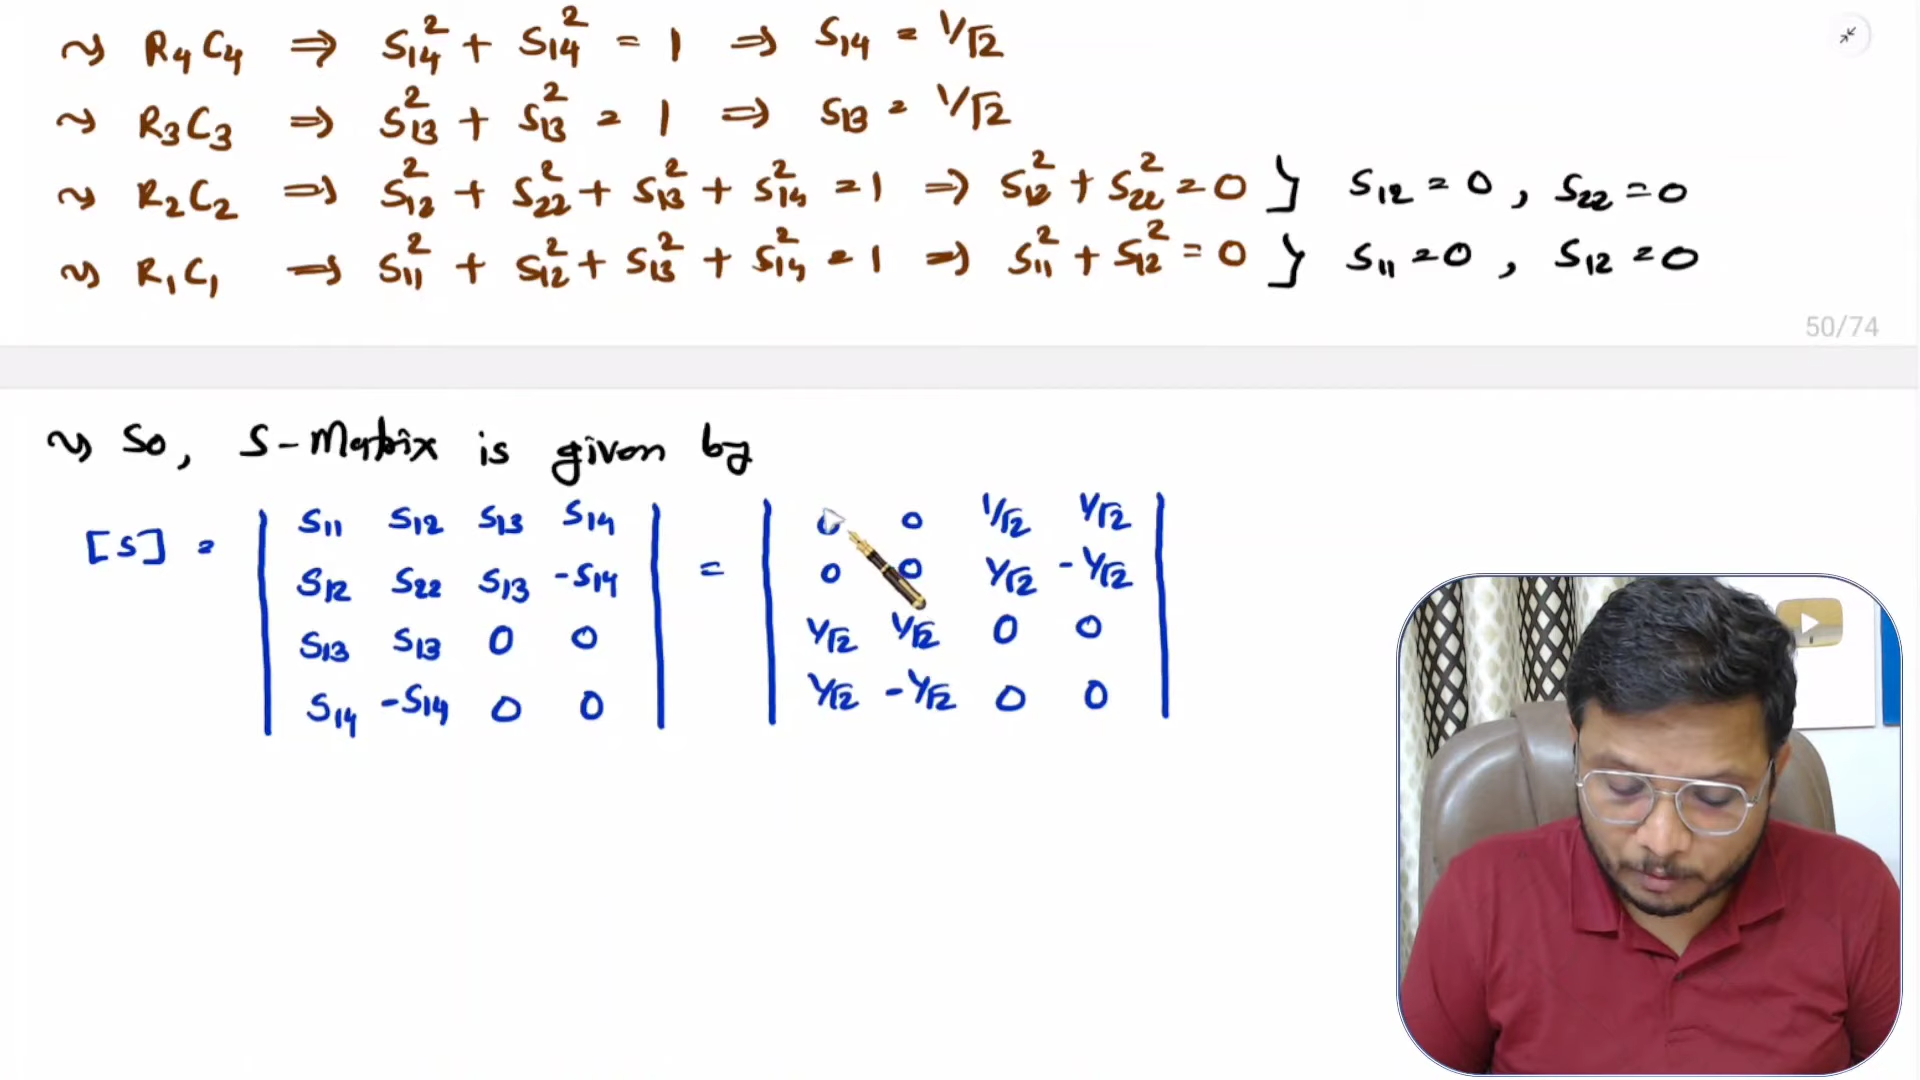 ~> R4C4 ⇒ S14² + S14² = 1 ⇒ S14 = 1/√2
~> R3C3 ⇒ S13² + S13² = 1 ⇒ S13 = 1/√2
~> R2C2 ⇒ S12² + S22² + S13² + S14² = 1 ⇒ S12² + S22² = 0 } S12 = 0 , S22 = 0
~> R1C1 ⇒ S11² + S12² + S13² + S14² = 1 ⇒ S11² + S12² = 0 } S11 = 0 , S12 = 0
50/74
~> So, S-Matrix is given by
[S] = | S11 S12 S13 S14 | = | 0 0 1/√2 1/√2 |
| S12 S22 S13 -S14 | | 0 0 1/√2 -1/√2 |
| S13 S13 0 0 | | 1/√2 1/√2 0 0 |
| S14 -S14 0 0 | | 1/√2 -1/√2 0 0 |